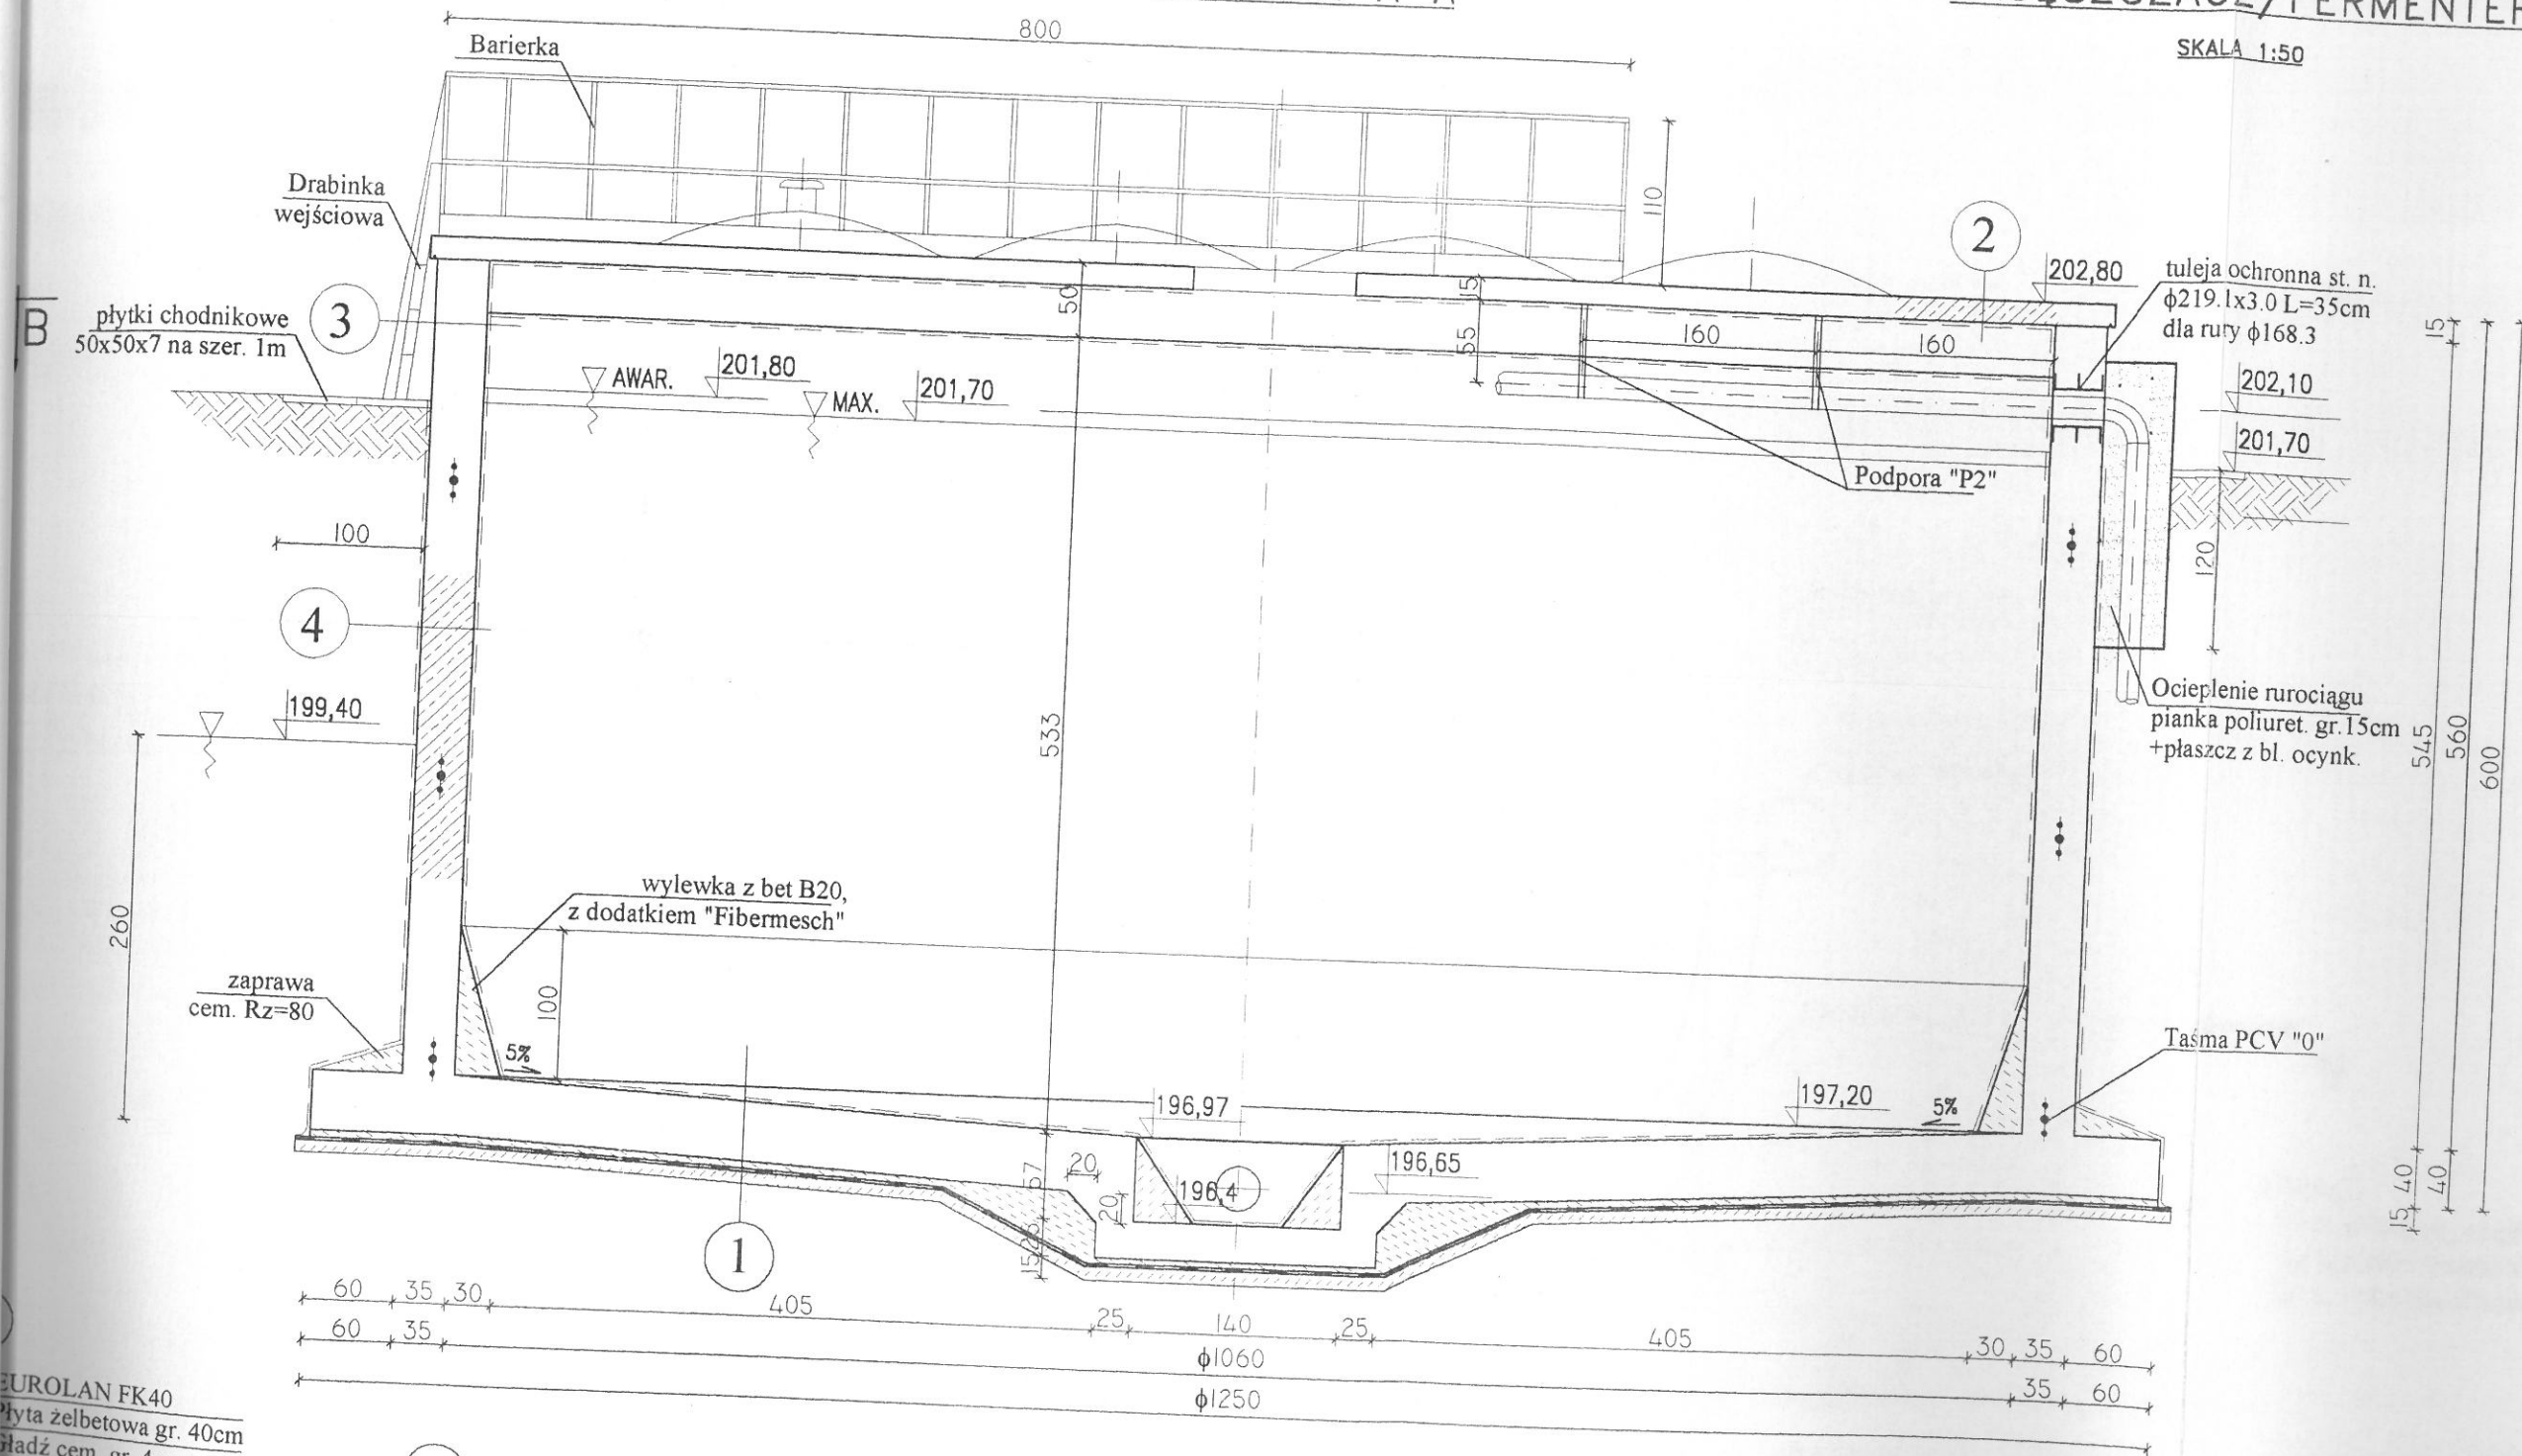 SKALA 1:50
800
Barierka
Drabinka
wejściowa
110
2
202,80
tuleja ochronna st. n.
ϕ219.1x3.0 L=35cm
dla rury ϕ168.3
B
płytki chodnikowe
50x50x7 na szer. 1m
3
50
15
55
160
160
AWAR.
201,80
MAX.
201,70
202,10
201,70
15
Podpora "P2"
100
120
4
199,40
533
Ocieplenie rurociągu
pianka poliuret. gr.15cm
+płaszcz z bl. ocynk.
545
560
600
260
wylewka z bet B20,
z dodatkiem "Fibermesch"
100
zaprawa
cem. Rz=80
5%
Taśma PCV "0"
196,97
197,20
5%
57
20
20
196,4
196,65
15
40
40
15
1
60
35
30
405
25
140
25
405
30
35
60
60
35
ϕ1060
35
60
ϕ1250
EUROLAN FK40
Płyta żelbetowa gr. 40cm